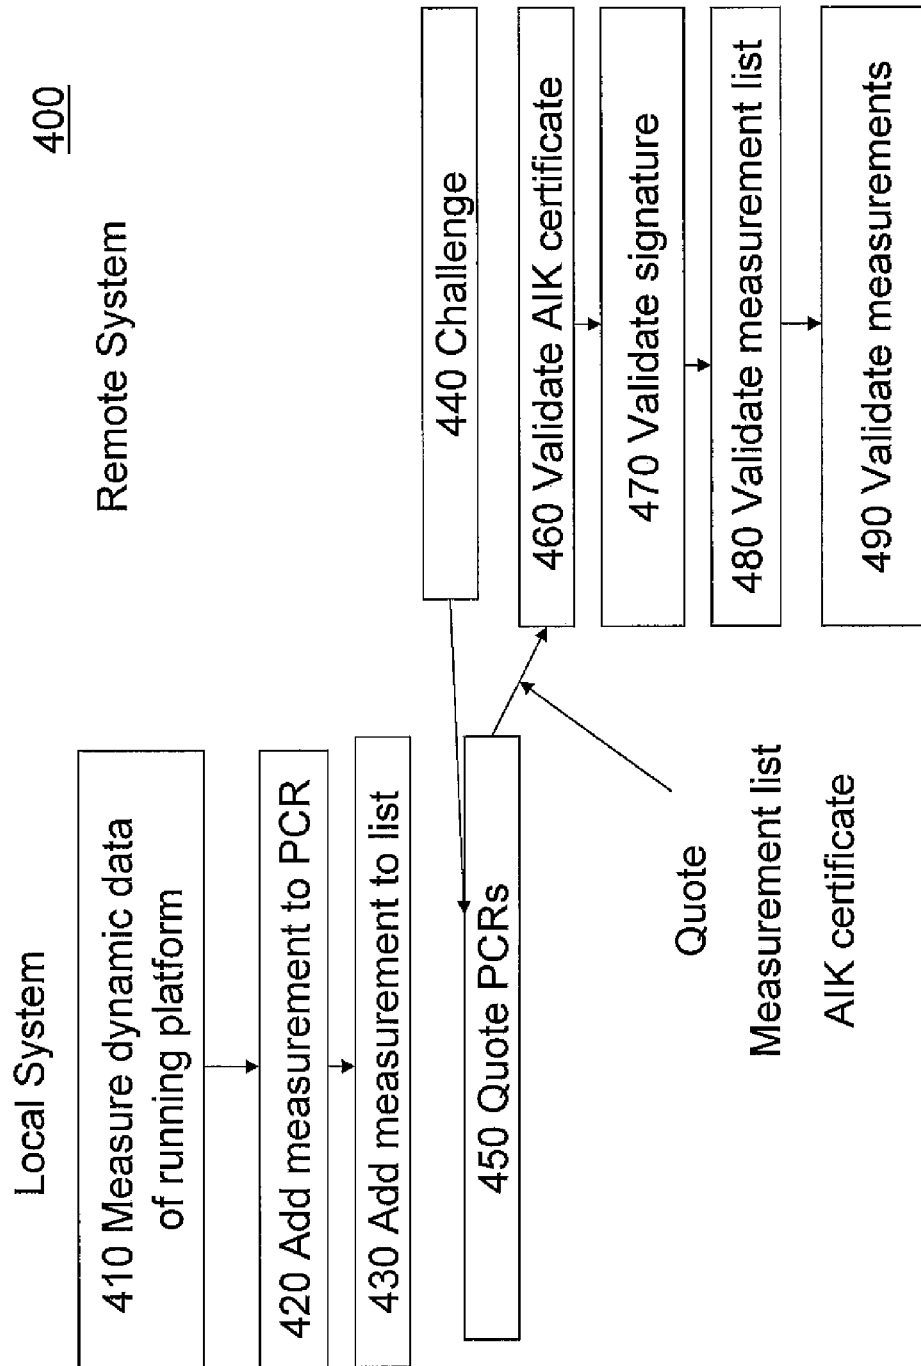 400
Local System
Remote System
410 Measure dynamic data
of running platform
420 Add measurement to PCR
430 Add measurement to list
440 Challenge
450 Quote PCRs
460 Validate AIK certificate
470 Validate signature
480 Validate measurement list
490 Validate measurements
Quote
Measurement list
AIK certificate